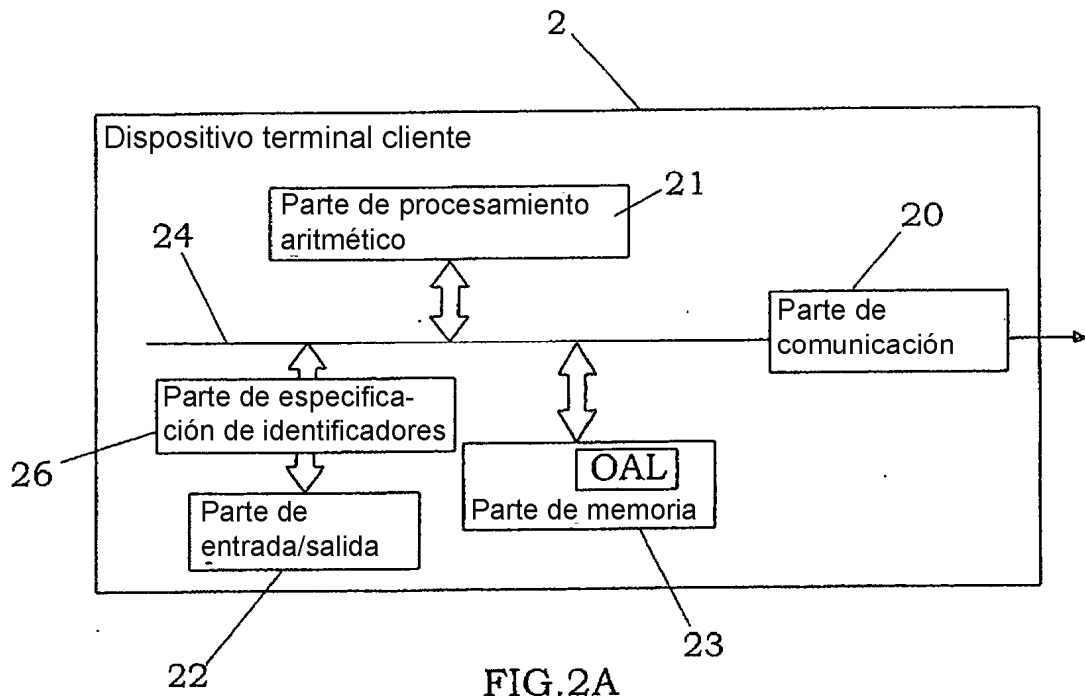 2
Dispositivo terminal cliente
21
Parte de procesamiento
aritmético
24
20
Parte de
comunicación
Parte de especifica-
ción de identificadores
26
OAL
Parte de memoria
Parte de
entrada/salida
22
23
FIG.2A